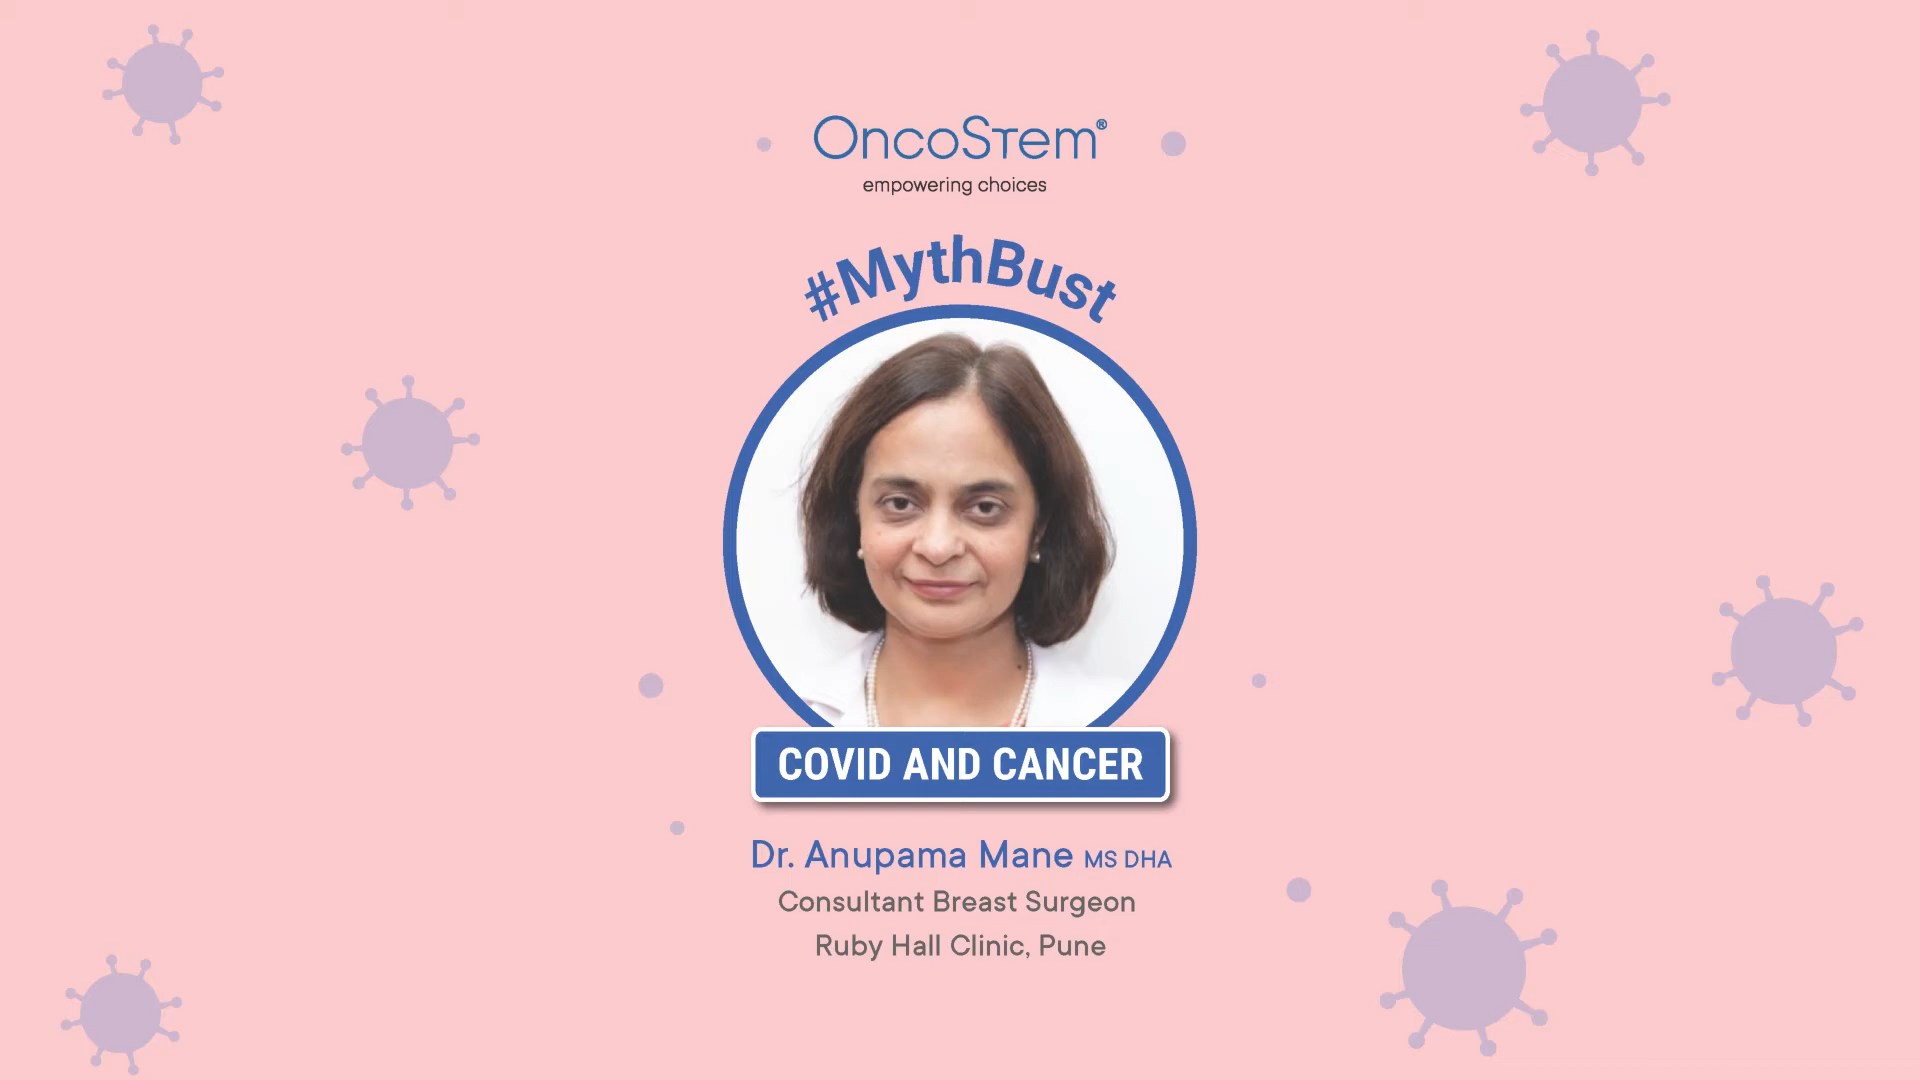 OncoStem®
empowering choices
#MythBust
COVID AND CANCER
Dr. Anupama Mane MS DHA
Consultant Breast Surgeon
Ruby Hall Clinic, Pune